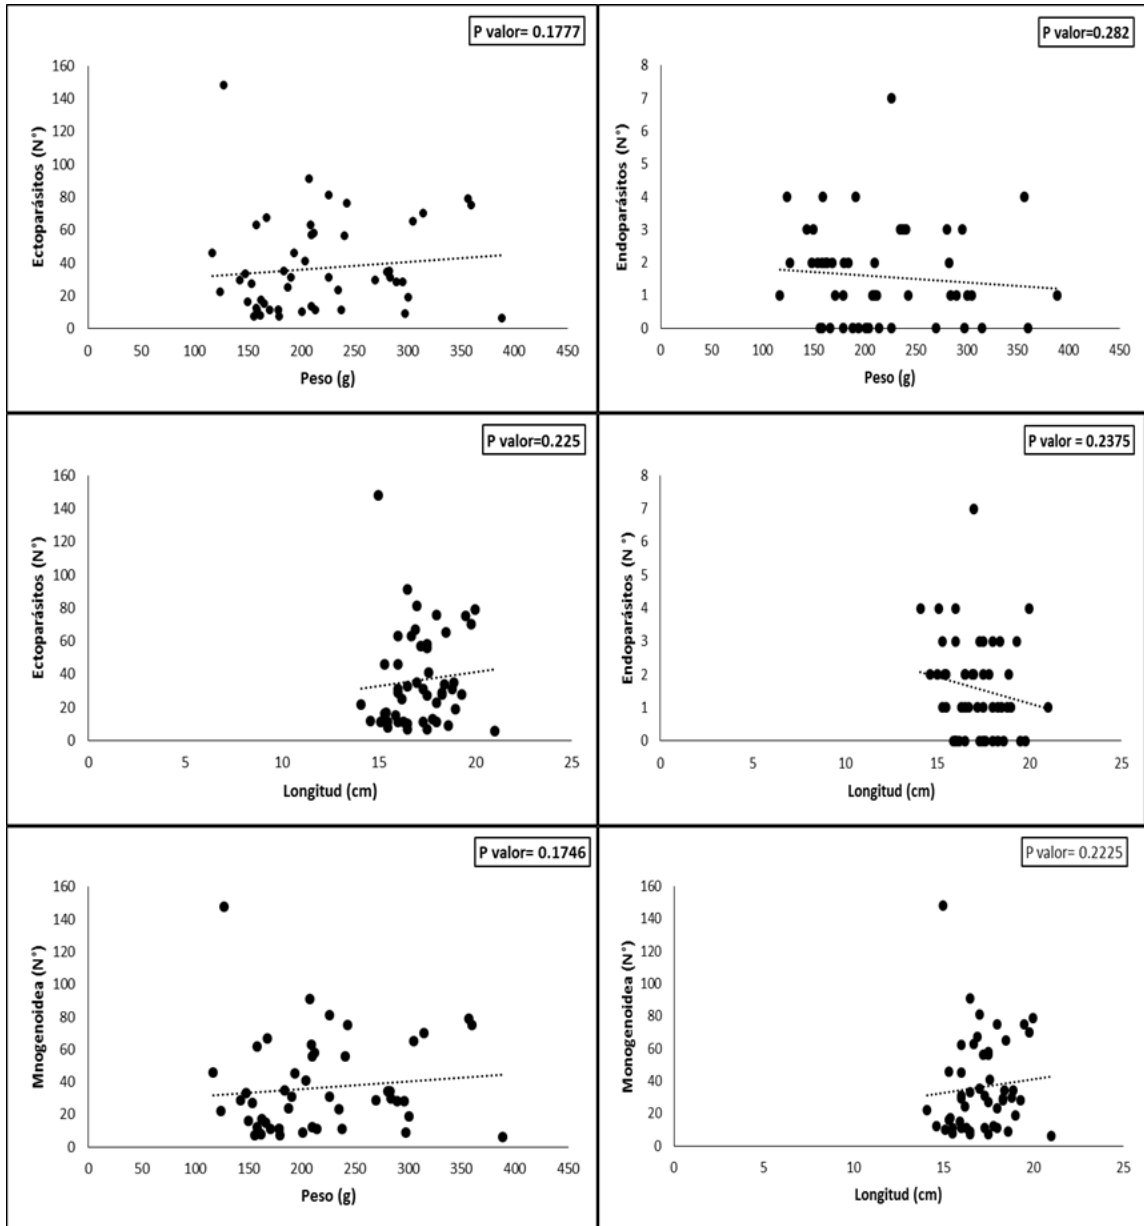 P valor= 0.1777
Ectoparásitos (N°)
160
140
120
100
80
60
40
20
0
0 50 100 150 200 250 300 350 400 450
Peso (g)
P valor=0.282
Endoparásitos (N°)
8
7
6
5
4
3
2
1
0
0 50 100 150 200 250 300 350 400 450
Peso (g)
P valor=0.225
Ectoparásitos (N°)
160
140
120
100
80
60
40
20
0
0 5 10 15 20 25
Longitud (cm)
P valor = 0.2375
Endoparásitos (N °)
8
7
6
5
4
3
2
1
0
0 5 10 15 20 25
Longitud (cm)
P valor= 0.1746
Mnogenoidea (N°)
160
140
120
100
80
60
40
20
0
0 50 100 150 200 250 300 350 400 450
Peso (g)
P valor= 0.2225
Monogenoidea (N°)
160
140
120
100
80
60
40
20
0
0 5 10 15 20 25
Longitud (cm)